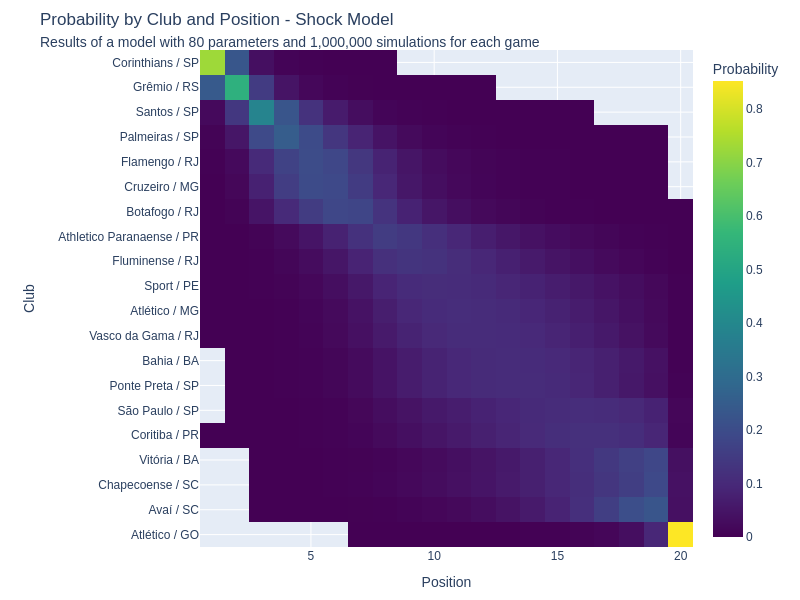 Probability by Club and Position - Shock Model
Results of a model with 80 parameters and 1,000,000 simulations for each game
Probability
Club
Corinthians / SP
Grêmio / RS
Santos / SP
Palmeiras / SP
Flamengo / RJ
Cruzeiro / MG
Botafogo / RJ
Athletico Paranaense / PR
Fluminense / RJ
Sport / PE
Atlético / MG
Vasco da Gama / RJ
Bahia / BA
Ponte Preta / SP
São Paulo / SP
Coritiba / PR
Vitória / BA
Chapecoense / SC
Avaí / SC
Atlético / GO
0.8
0.7
0.6
0.5
0.4
0.3
0.2
0.1
0
5 10 15 20
Position